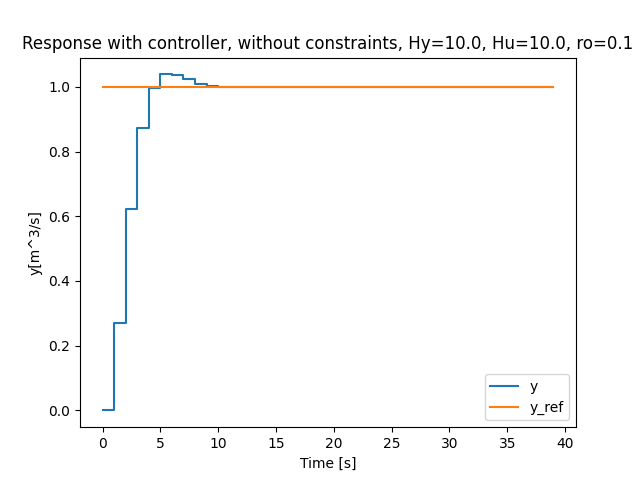 Response with controller, without constraints, Hy=10.0, Hu=10.0, ro=0.1
1.0
0.8
0.6
0.4
0.2
0.0
y[m^3/s]
y
y_ref
0 5 10 15 20 25 30 35 40
Time [s]